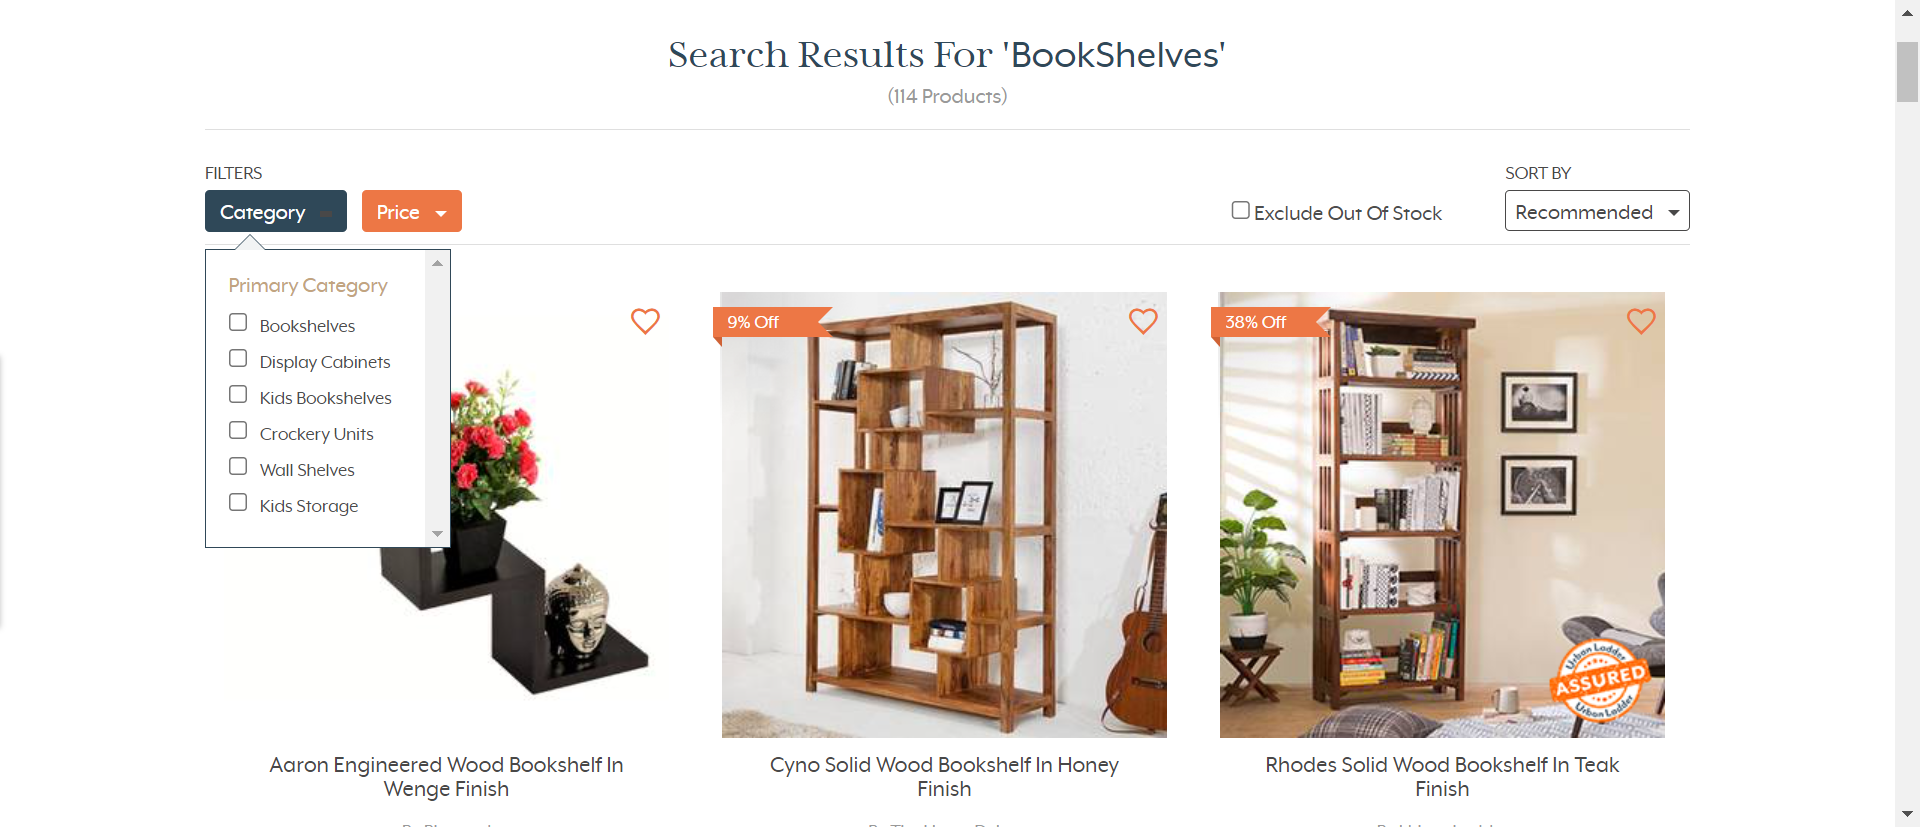 Search Results For 'BookShelves'
(114 Products)
FILTERS
SORT BY
Category
Price
Exclude Out Of Stock
Recommended
Primary Category
Bookshelves
Display Cabinets
Kids Bookshelves
Crockery Units
Wall Shelves
Kids Storage
9% Off
38% Off
Urban Ladder
ASSURED
Urban Ladder
Aaron Engineered Wood Bookshelf In
Wenge Finish
Cyno Solid Wood Bookshelf In Honey
Finish
Rhodes Solid Wood Bookshelf In Teak
Finish